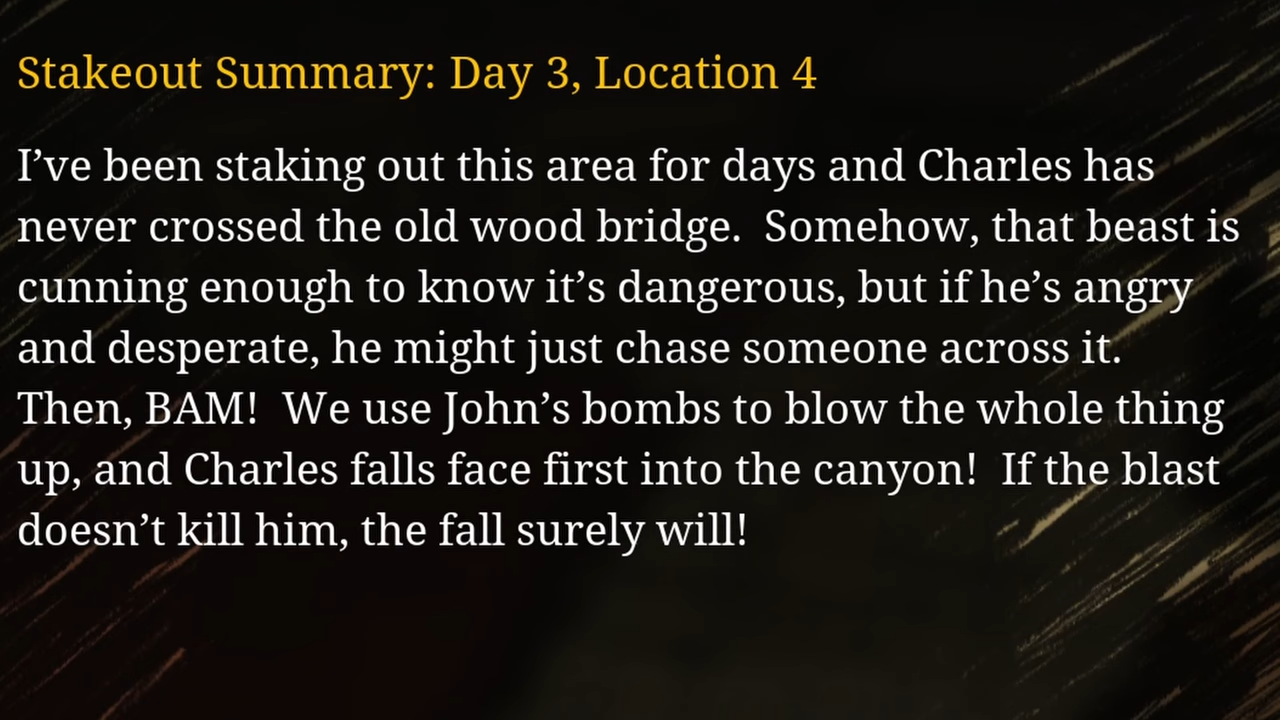 Stakeout Summary: Day 3, Location 4
I’ve been staking out this area for days and Charles has
never crossed the old wood bridge.  Somehow, that beast is
cunning enough to know it’s dangerous, but if he’s angry
and desperate, he might just chase someone across it.
Then, BAM!  We use John’s bombs to blow the whole thing
up, and Charles falls face first into the canyon!  If the blast
doesn’t kill him, the fall surely will!